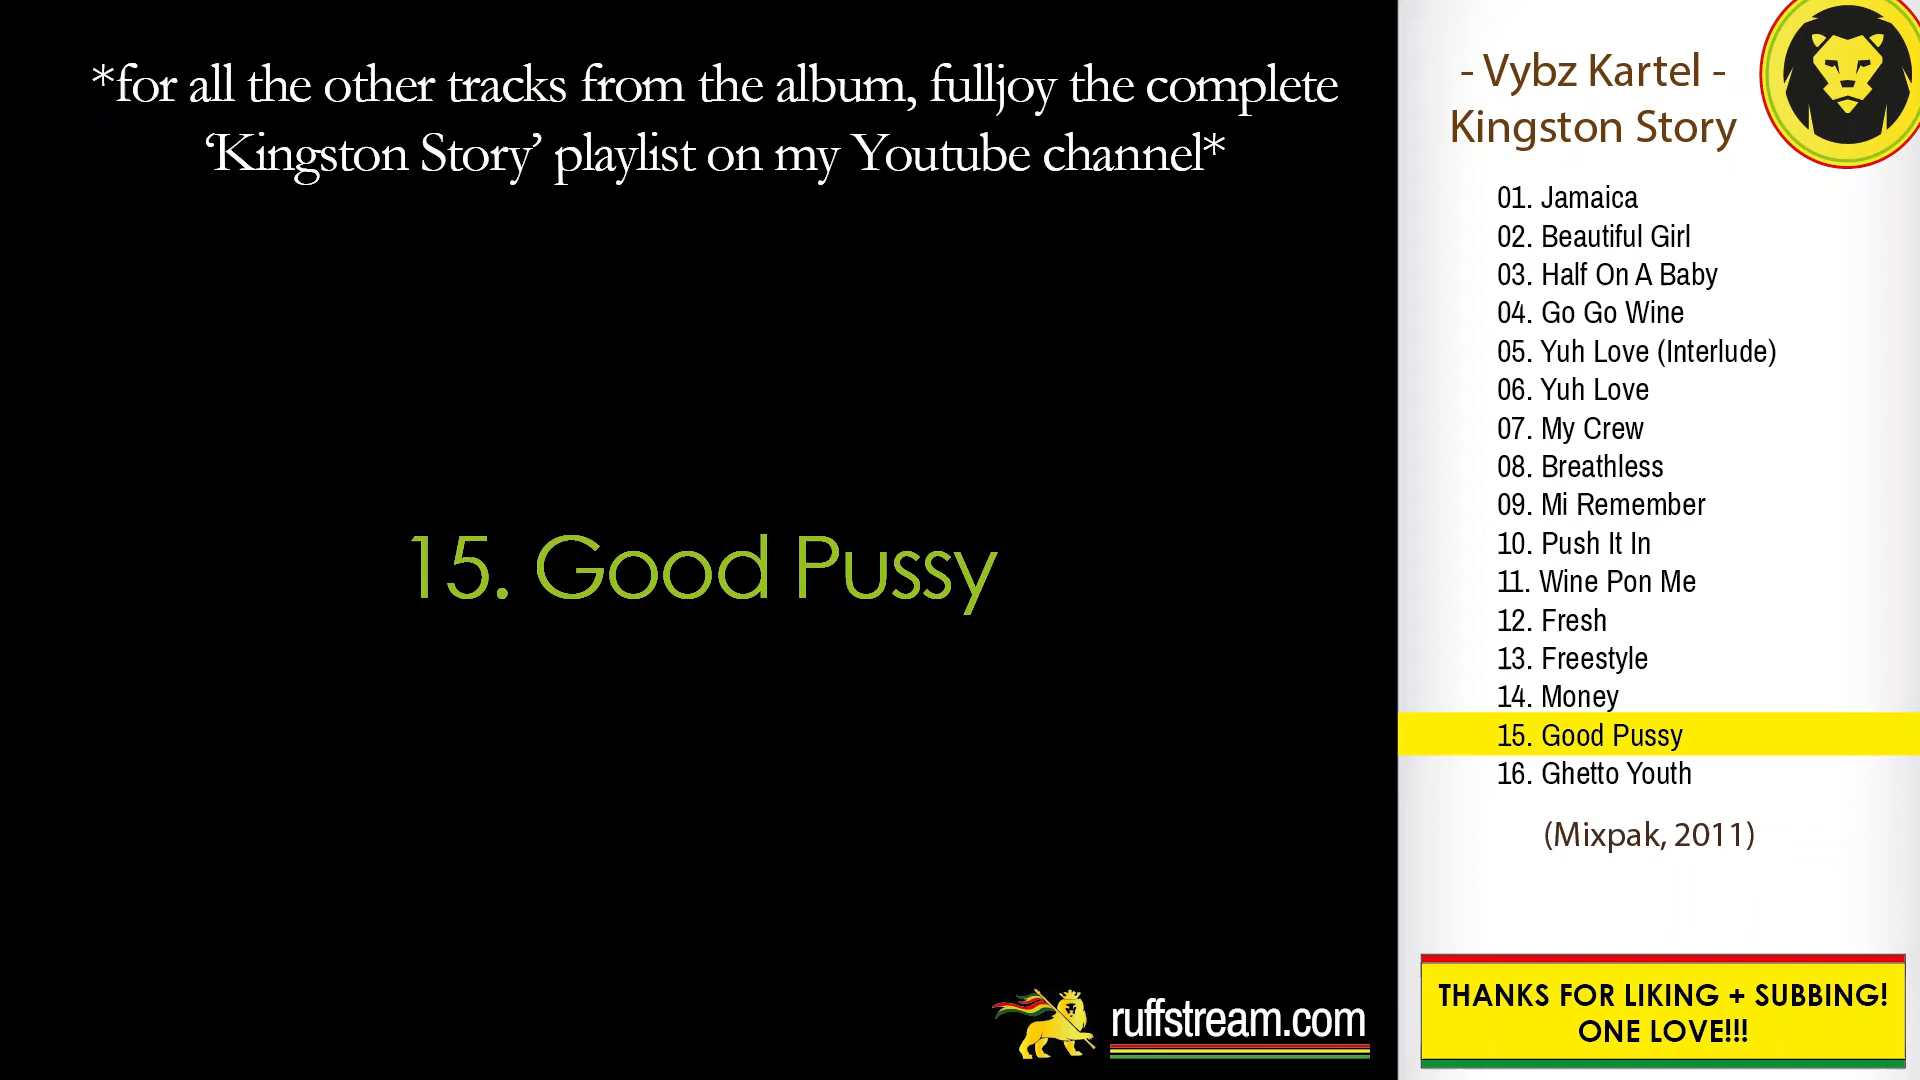 *for all the other tracks from the album, fulljoy the complete
‘Kingston Story’ playlist on my Youtube channel*
15. Good Pussy
ruffstream.com
- Vybz Kartel -
Kingston Story
01. Jamaica
02. Beautiful Girl
03. Half On A Baby
04. Go Go Wine
05. Yuh Love (Interlude)
06. Yuh Love
07. My Crew
08. Breathless
09. Mi Remember
10. Push It In
11. Wine Pon Me
12. Fresh
13. Freestyle
14. Money
15. Good Pussy
16. Ghetto Youth
(Mixpak, 2011)
THANKS FOR LIKING + SUBBING!
ONE LOVE!!!